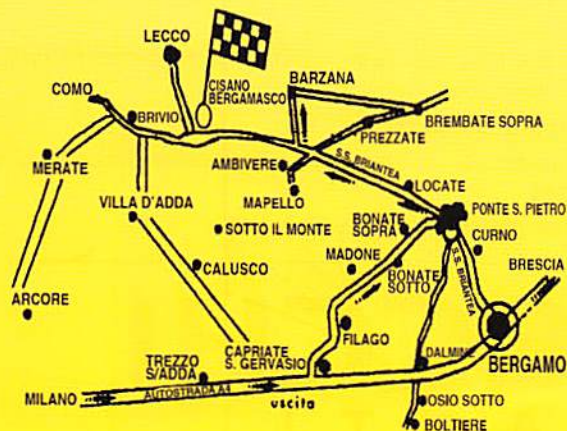 LECCO
COMO
CISANO
BERGAMASCO
BARZANA
BRIVIO
BREMBATE SOPRA
PREZZATE
MERATE
AMBIVERE
S.S. BRIANTEA
LOCATE
MAPELLO
VILLA D'ADDA
BONATE
SOPRA
PONTE S. PIETRO
SOTTO IL MONTE
CURNO
MADONE
CALUSCO
BONATE
SOTTO
S.S. BRIANTEA
BRESCIA
ARCORE
FILAGO
CAPRIATE
S. GERVASIO
TREZZO
S/ADDA
DALMINE
BERGAMO
MILANO
AUTOSTRADA A4
uscita
OSIO SOTTO
BOLTIERE